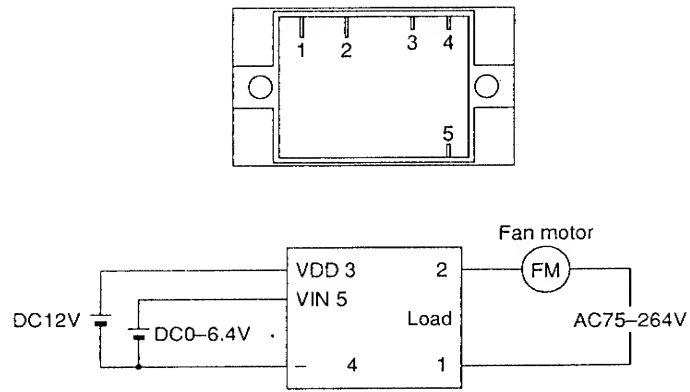 1 2 3 4
5
Fan motor
VDD 3 2 FM
VIN 5
DC12V DC0–6.4V Load AC75–264V
– 4 1